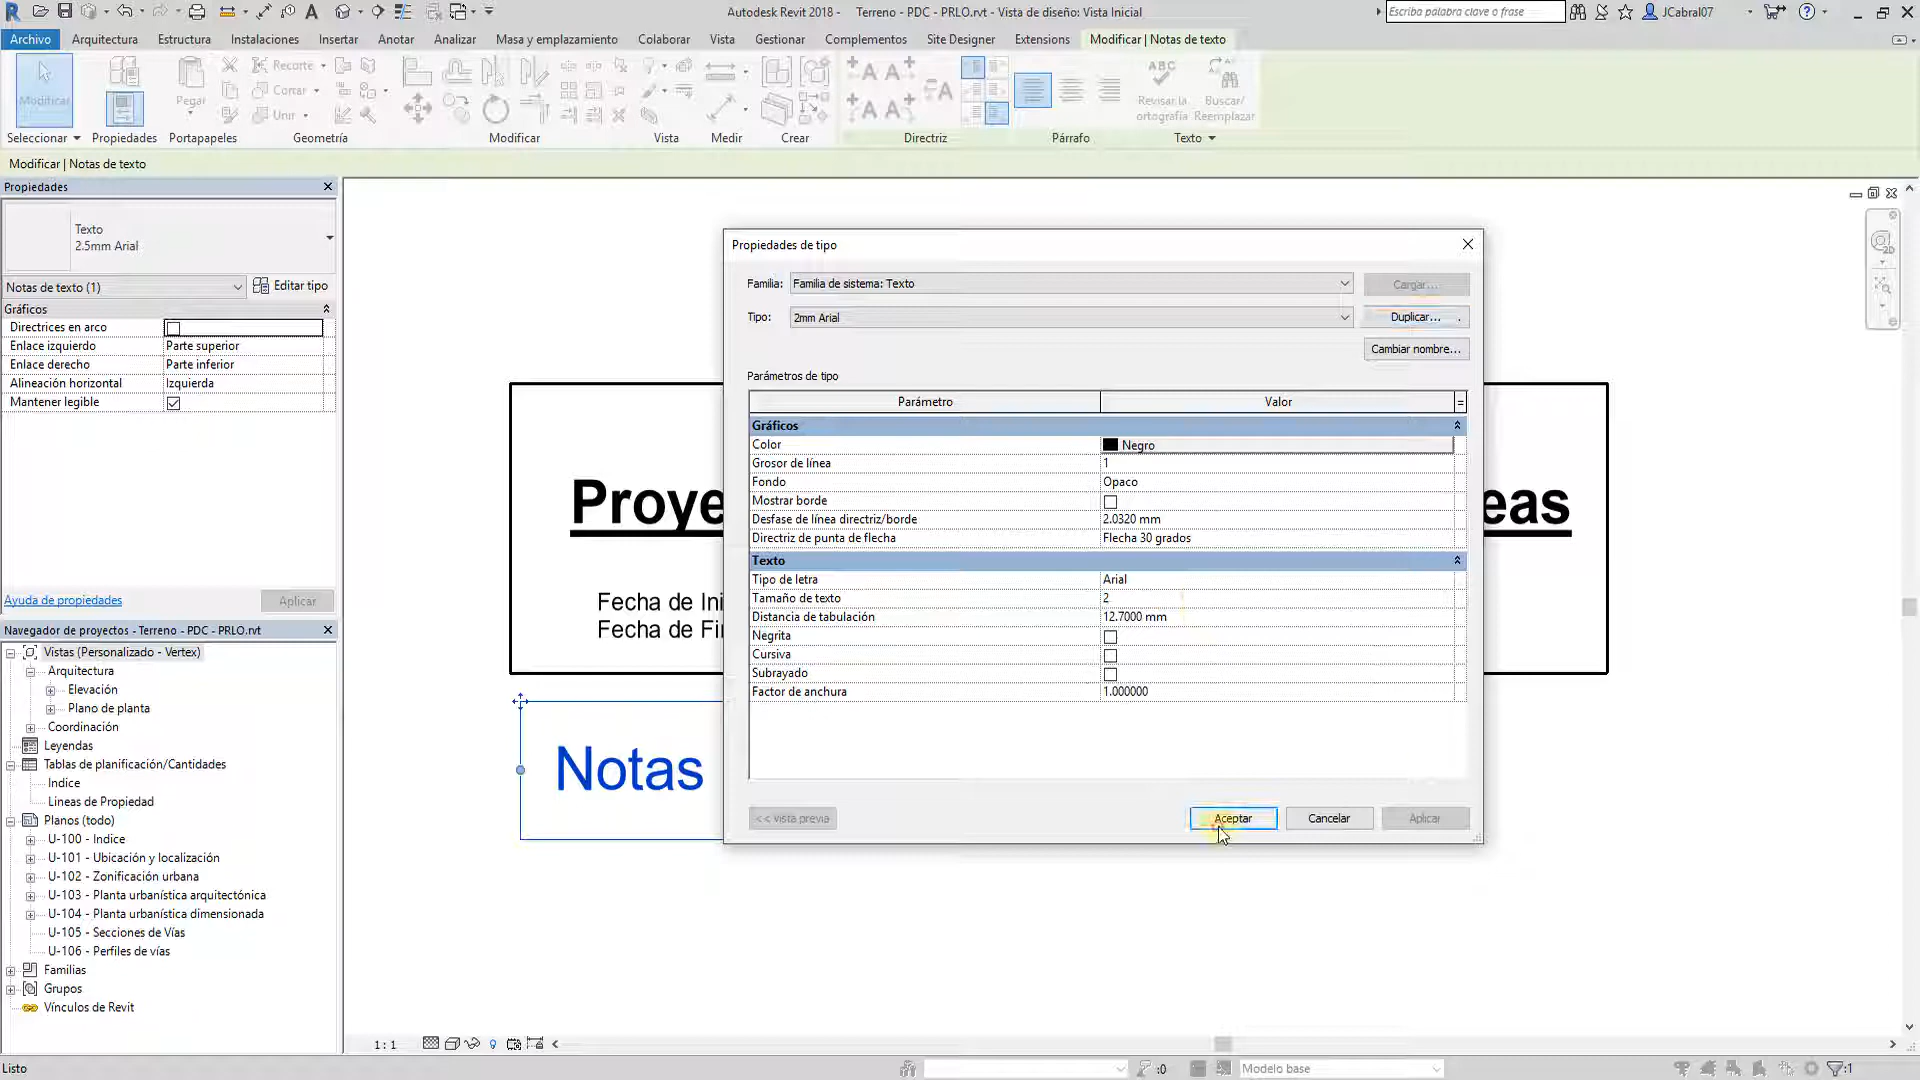 Autodesk Revit 2018 -     Terreno - PDC - PRLO.rvt - Vista de diseño: Vista Inicial
Escriba palabra clave o frase
JCabral07
Archivo Arquitectura Estructura Instalaciones Insertar Anotar Analizar Masa y emplazamiento Colaborar Vista Gestionar Complementos Site Designer Extensions Modificar | Notas de texto
Modificar
Pegar
Recorte
Cortar
Unir
ABC
Revisar la ortografía
Buscar/ Reemplazar
Seleccionar Propiedades Portapapeles Geometría Modificar Vista Medir Crear Directriz Párrafo Texto
Modificar | Notas de texto
Propiedades
Texto
2.5mm Arial
Notas de texto (1)
Editar tipo
Gráficos
Directrices en arco
Enlace izquierdo Parte superior
Enlace derecho Parte inferior
Alineación horizontal Izquierda
Mantener legible
Ayuda de propiedades
Aplicar
Navegador de proyectos - Terreno - PDC - PRLO.rvt
Vistas (Personalizado - Vertex)
Arquitectura
Elevación
Plano de planta
Coordinación
Leyendas
Tablas de planificación/Cantidades
Indice
Lineas de Propiedad
Planos (todo)
U-100 - Indice
U-101 - Ubicación y localización
U-102 - Zonificación urbana
U-103 - Planta urbanística arquitectónica
U-104 - Planta urbanística dimensionada
U-105 - Secciones de Vías
U-106 - Perfiles de vías
Familias
Grupos
Vínculos de Revit
Proye
eas
Fecha de Ini
Fecha de Fi
Notas
Propiedades de tipo
Familia: Familia de sistema: Texto Cargar...
Tipo: 2mm Arial Duplicar...
Cambiar nombre...
Parámetros de tipo
Parámetro Valor =
Gráficos
Color Negro
Grosor de línea 1
Fondo Opaco
Mostrar borde
Desfase de línea directriz/borde 2.0320 mm
Directriz de punta de flecha Flecha 30 grados
Texto
Tipo de letra Arial
Tamaño de texto 2
Distancia de tabulación 12.7000 mm
Negrita
Cursiva
Subrayado
Factor de anchura 1.000000
<< vista previa Aceptar Cancelar Aplicar
2D
1 : 1
Listo
:0
Modelo base
:1